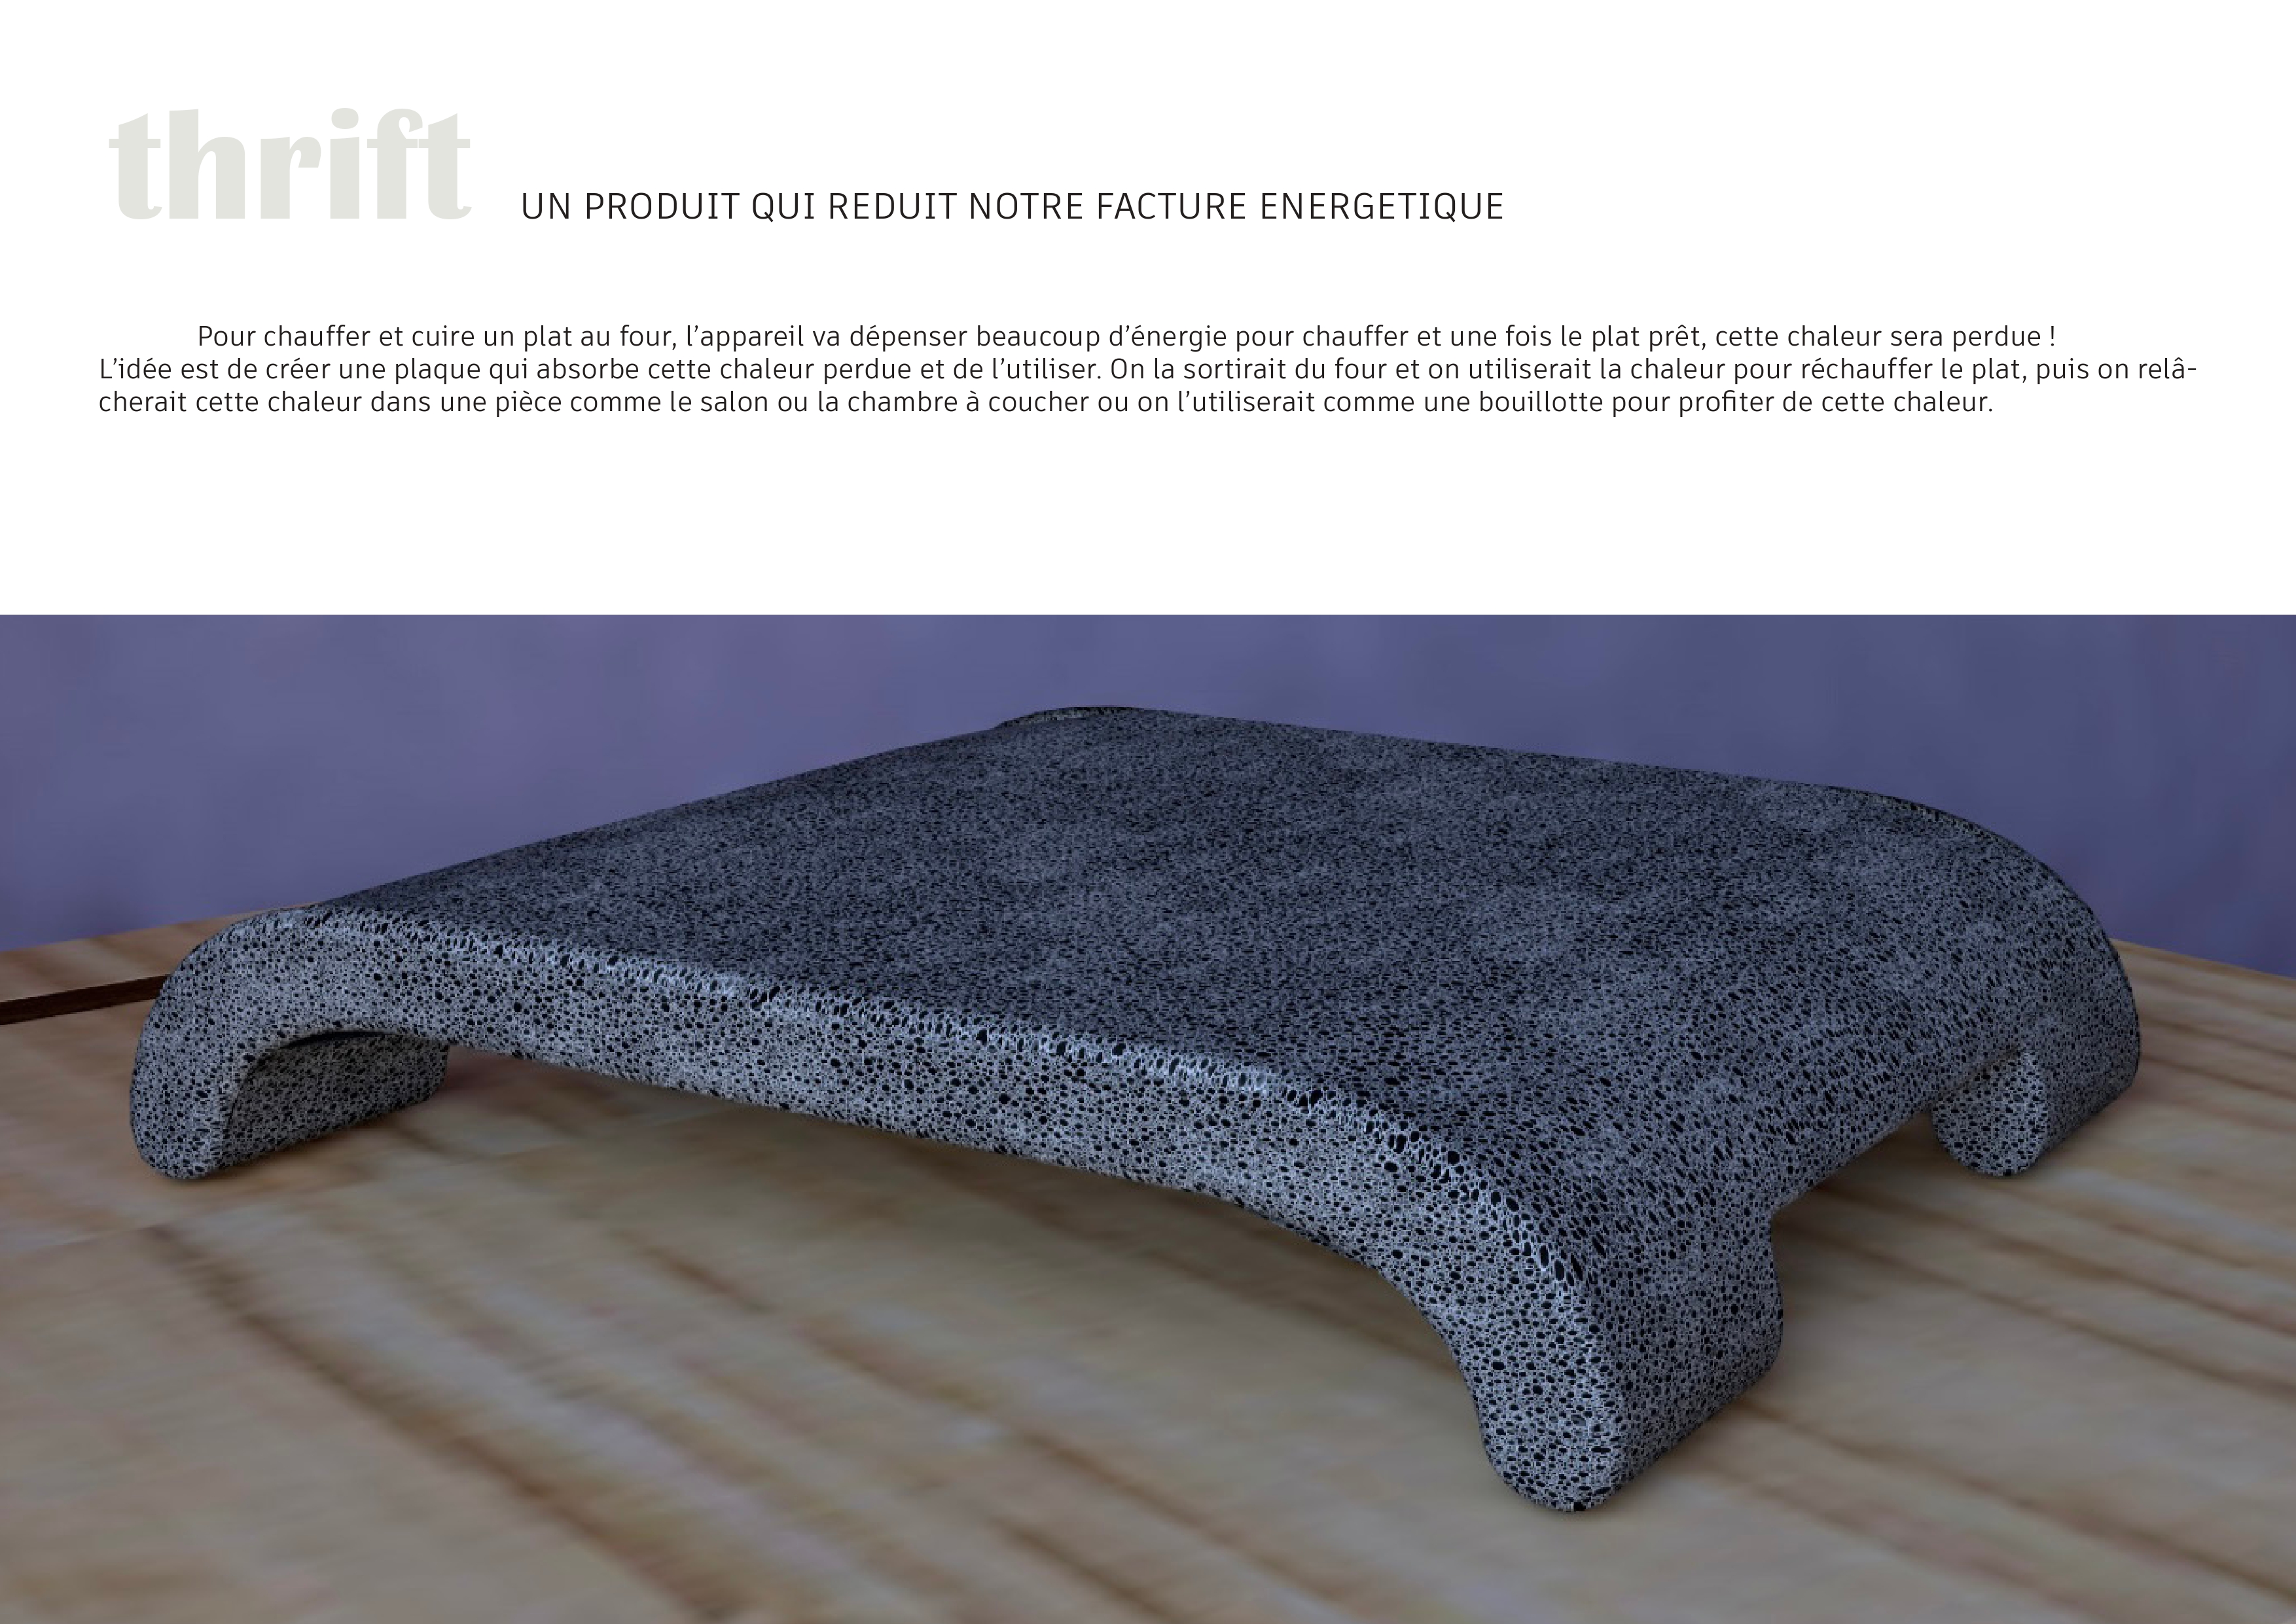 thrift
UN PRODUIT QUI REDUIT NOTRE FACTURE ENERGETIQUE
Pour chauffer et cuire un plat au four, l’appareil va dépenser beaucoup d’énergie pour chauffer et une fois le plat prêt, cette chaleur sera perdue !
L’idée est de créer une plaque qui absorbe cette chaleur perdue et de l’utiliser. On la sortirait du four et on utiliserait la chaleur pour réchauffer le plat, puis on relâ-
cherait cette chaleur dans une pièce comme le salon ou la chambre à coucher ou on l’utiliserait comme une bouillotte pour profiter de cette chaleur.